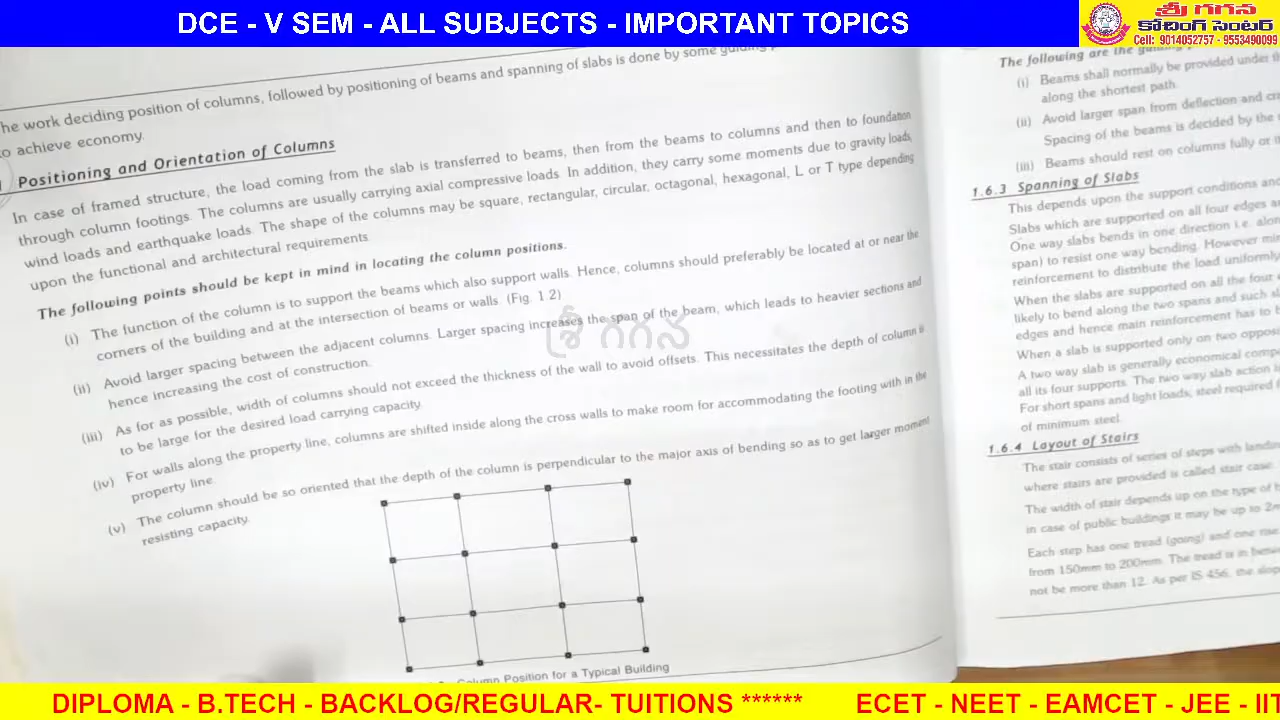 DCE - V SEM - ALL SUBJECTS - IMPORTANT TOPICS
శ్రీ గగన
కోచింగ్ సెంటర్
Cell: 9014052757 - 9553490099
he work deciding position of columns, followed by positioning of beams and spanning of slabs is done by some
o achieve economy.
Positioning and Orientation of Columns
In case of framed structure, the load coming from the slab is transferred to beams, then from the beams to columns and then to foundation
through column footings. The columns are usually carrying axial compressive loads. In addition, they carry some moments due to gravity loads,
wind loads and earthquake loads. The shape of the columns may be square, rectangular, circular, octagonal, hexagonal, L or T type depending
upon the functional and architectural requirements.
The following points should be kept in mind in locating the column positions.
(i) The function of the column is to support the beams which also support walls. Hence, columns should preferably be located at or near the
corners of the building and at the intersection of beams or walls. (Fig. 1.2)
(ii) Avoid larger spacing between the adjacent columns. Larger spacing increases the span of the beam, which leads to heavier sections and
hence increasing the cost of construction.
(iii) As for as possible, width of columns should not exceed the thickness of the wall to avoid offsets. This necessitates the depth of column is
to be large for the desired load carrying capacity.
(iv) For walls along the property line, columns are shifted inside along the cross walls to make room for accommodating the footing with in the
property line.
(v) The column should be so oriented that the depth of the column is perpendicular to the major axis of bending so as to get larger moment
resisting capacity.
శ్రీ గగన
Column Position for a Typical Building
The following are the
(i) Beams shall normally be provided under th
along the shortest path.
(ii) Avoid larger span from deflection and cra
Spacing of the beams is decided by the
(iii) Beams should rest on columns fully or
1.6.3 Spanning of Slabs
This depends upon the support conditions and
Slabs which are supported on all four edges a
One way slabs bends in one direction i.e. alon
span) to resist one way bending. However min
reinforcement to distribute the load uniformly
When the slabs are supported on all the four
likely to bend along the two spans and such sl
edges and hence main reinforcement has to b
When a slab is supported only on two oppos
A two way slab is generally economical comp
all its four supports. The two way slab action
For short spans and light loads, steel required
of minimum steel.
1.6.4 Layout of Stairs
The stair consists of series of steps with landin
where stairs are provided is called stair case.
The width of stair depends up on the type of b
in case of public buildings it may be up to 2m
Each step has one tread (going) and one rise
from 150mm to 200mm. The tread is in betwe
not be more than 12. As per IS 456, the slop
DIPLOMA - B.TECH - BACKLOG/REGULAR- TUITIONS ****** ECET - NEET - EAMCET - JEE - IIT